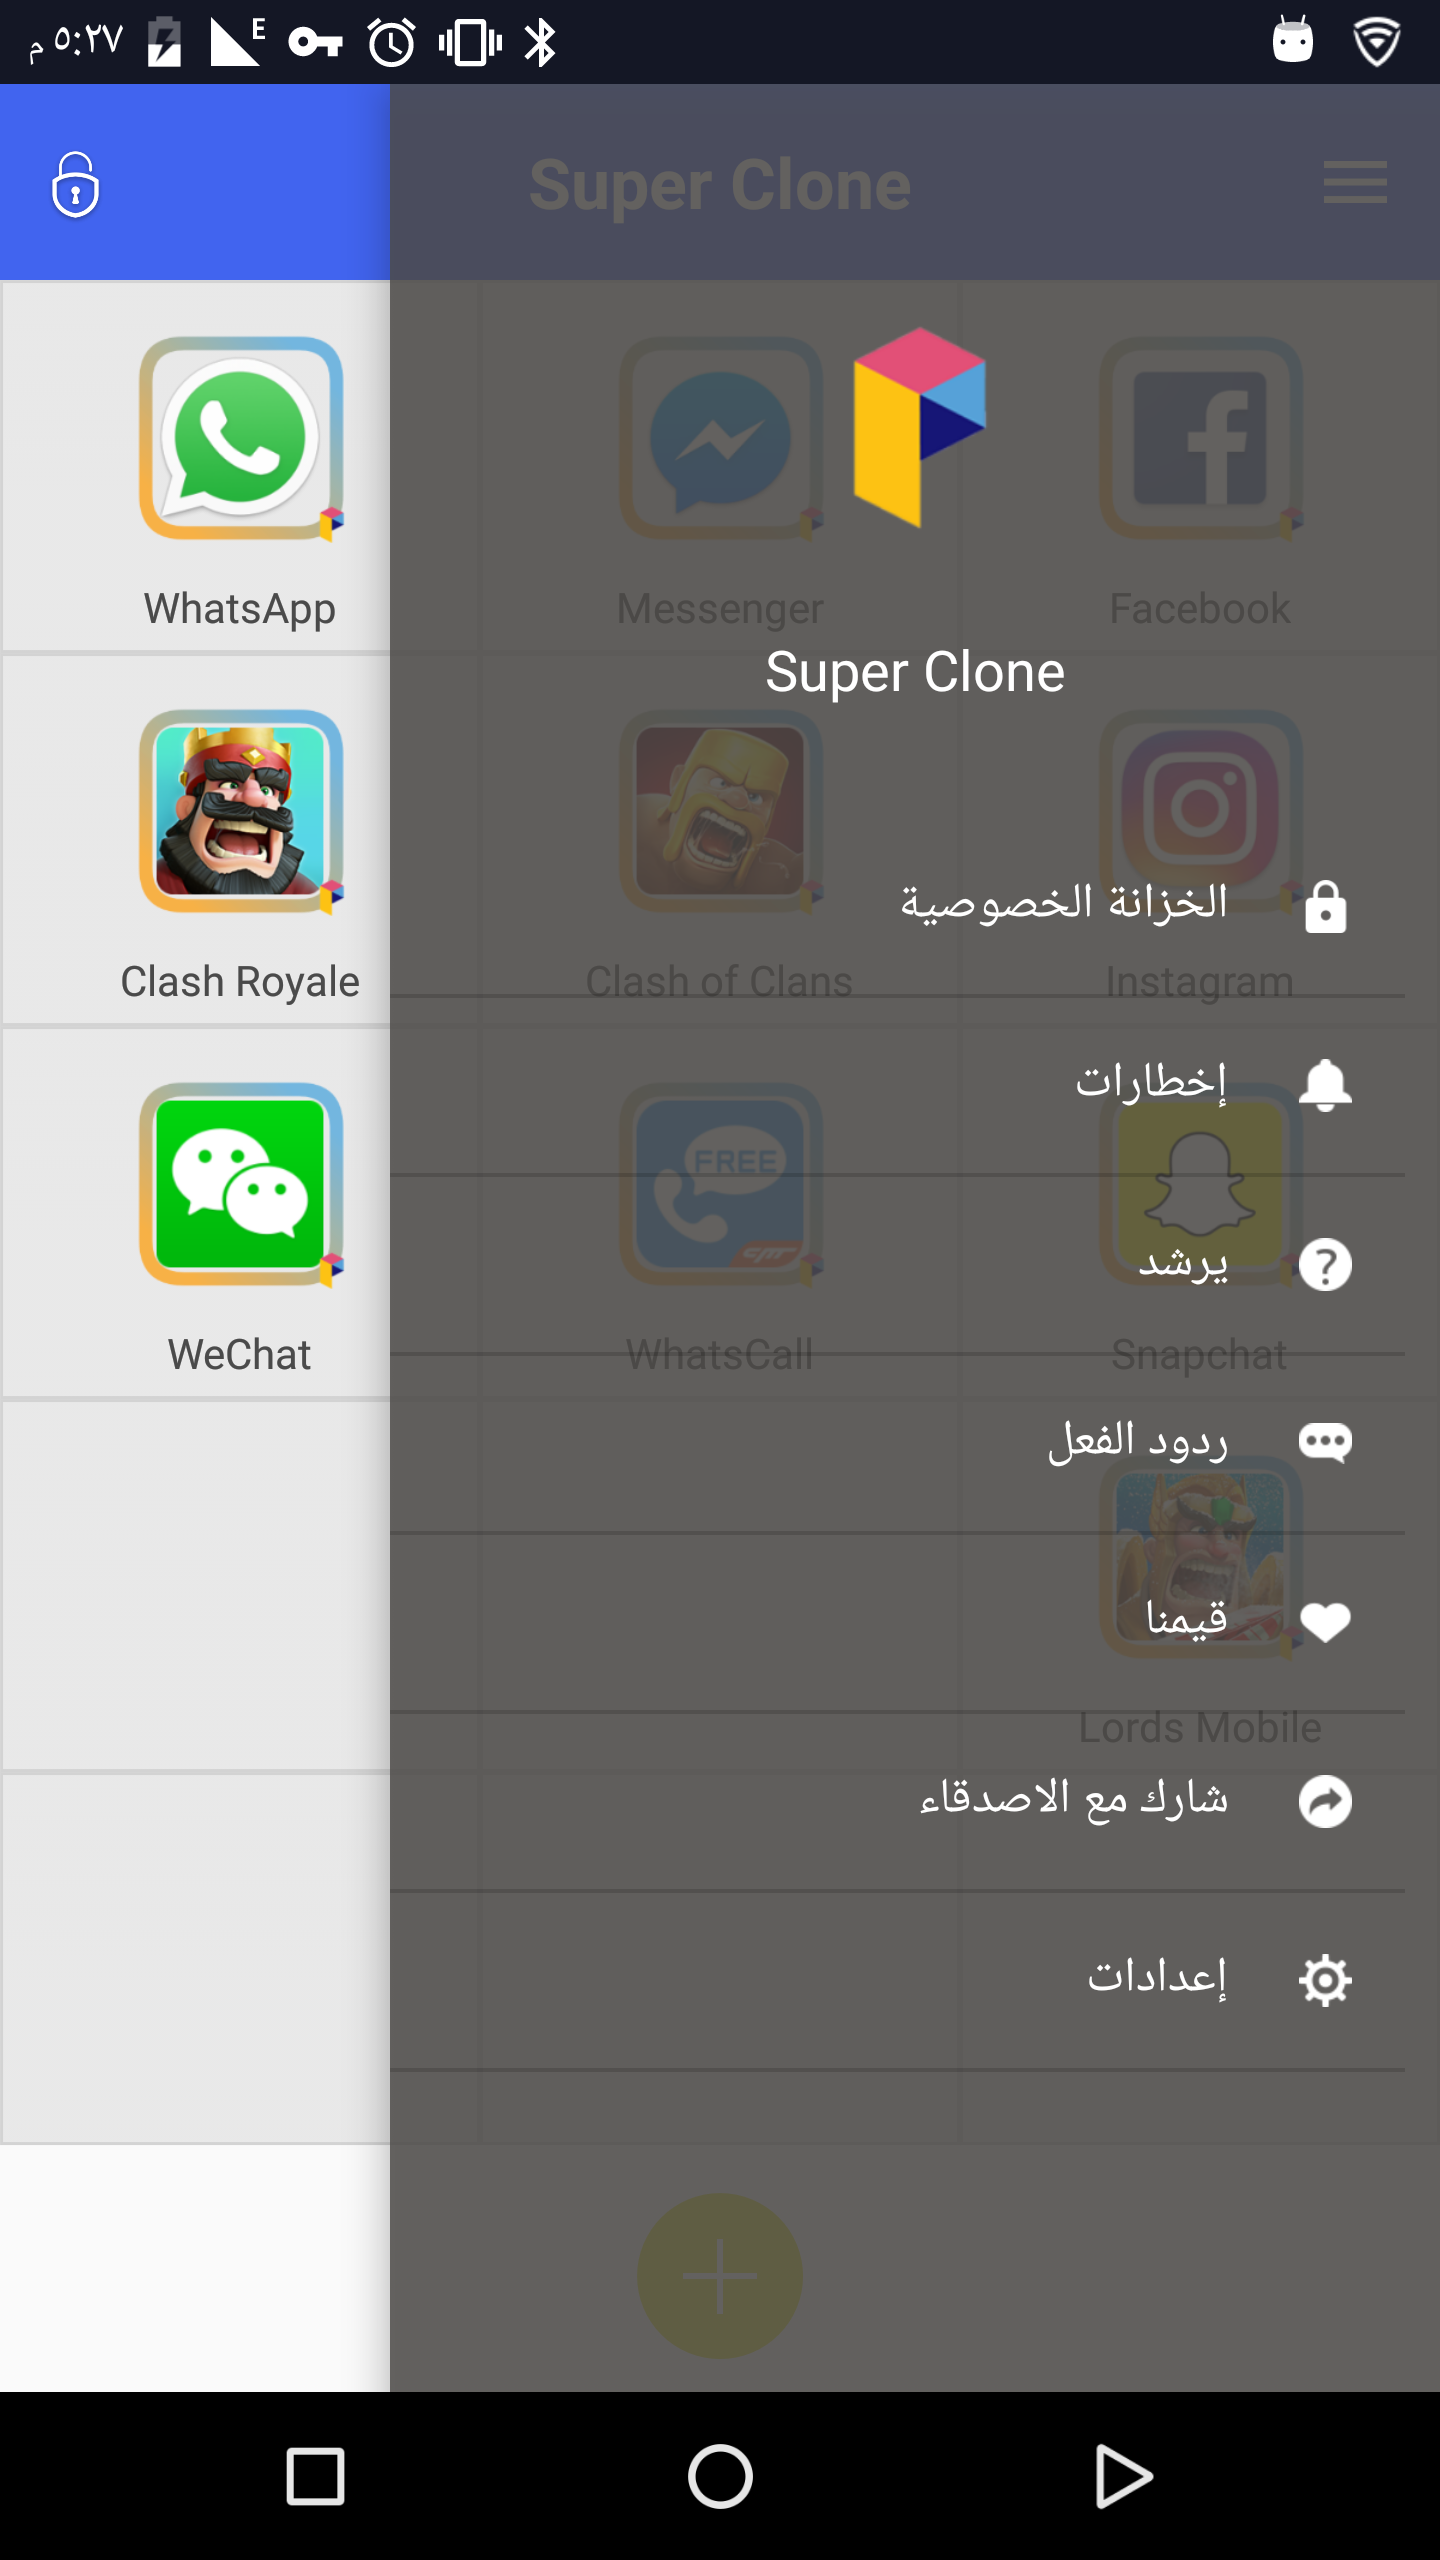 ٥:٢٧ م
E
Super Clone
WhatsApp
Messenger
Facebook
Super Clone
Clash Royale
Clash of Clans
Instagram
الخزانة الخصوصية
إخطارات
FREE
CM
يرشد
WeChat
WhatsCall
Snapchat
ردود الفعل
قيمنا
Lords Mobile
شارك مع الاصدقاء
إعدادات